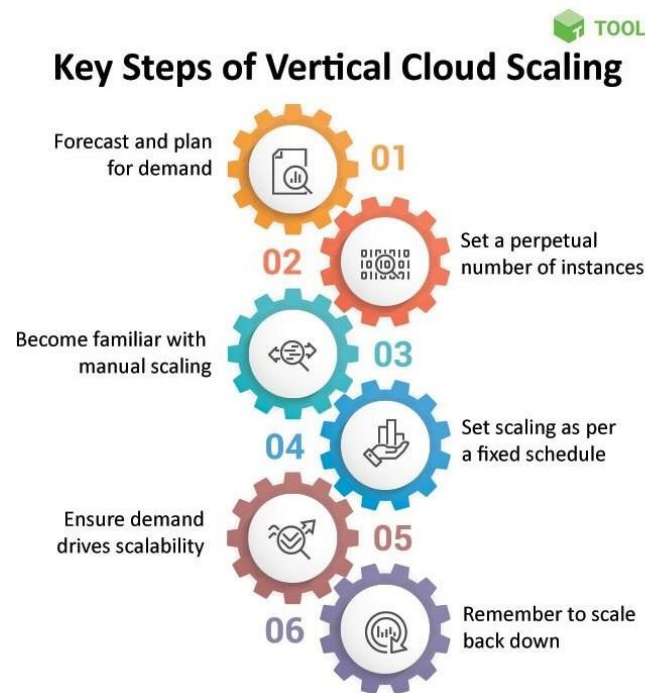 TOOL
Key Steps of Vertical Cloud Scaling
Forecast and plan
for demand
01
02
Set a perpetual
number of instances
Become familiar with
manual scaling
03
04
Set scaling as per
a fixed schedule
Ensure demand
drives scalability
05
06
Remember to scale
back down